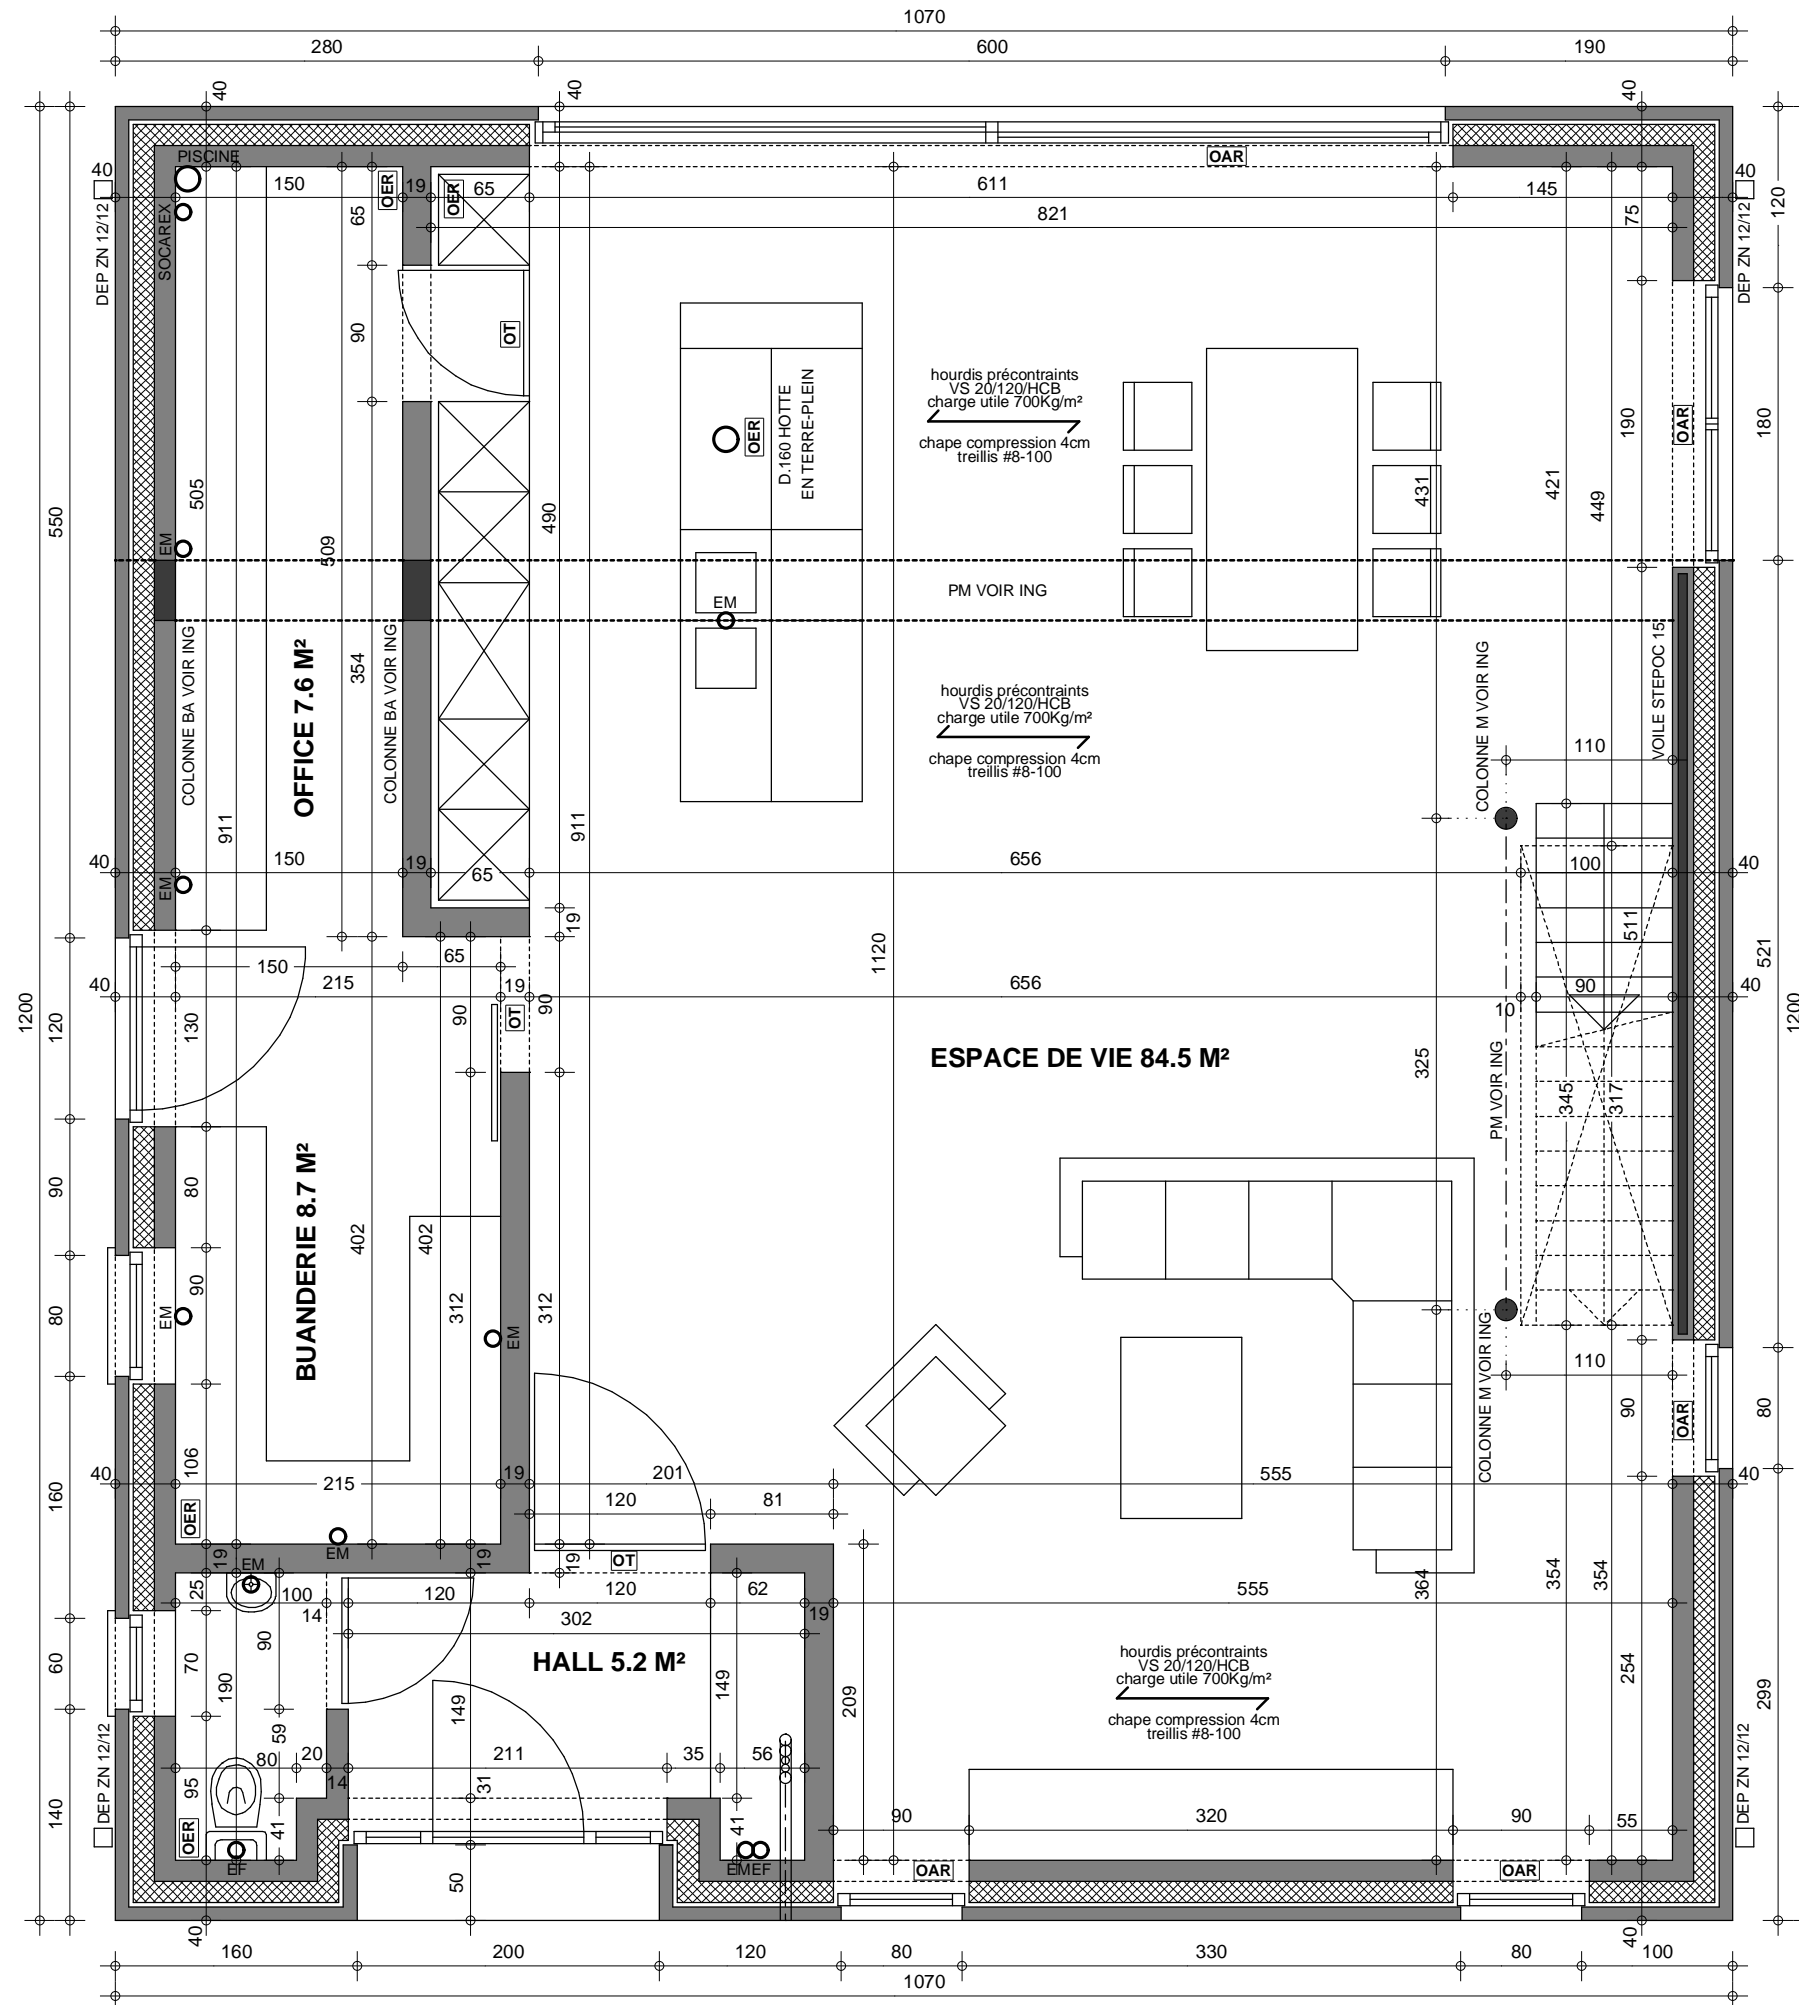 1070
280
600
190
40
40
40
PISCINE
OER
OER
OAR
40
150
19
65
611
145
40
821
SOCAREX
DEP ZN 12/12
65
75
120
DEP ZN 12/12
90
OT
hourdis précontraints
VS 20/120/HCB
charge utile 700Kg/m²
chape compression 4cm
treillis #8-100
D.160 HOTTE
EN TERRE-PLEIN
OER
190
OAR
180
550
505
509
490
431
421
449
EM
PM VOIR ING
EM
COLONNE BA VOIR ING
OFFICE 7.6 M²
354
COLONNE BA VOIR ING
hourdis précontraints
VS 20/120/HCB
charge utile 700Kg/m²
chape compression 4cm
treillis #8-100
COLONNE M VOIR ING
VOILE STEPOC 15
110
911
911
40
150
19
65
656
100
40
EM
19
511
521
1120
150
65
40
215
19
656
10
90
40
1200
120
130
90
OT
90
1200
ESPACE DE VIE 84.5 M²
325
PM VOIR ING
345
317
90
80
BUANDERIE 8.7 M²
402
402
80
90
EM
312
EM
312
COLONNE M VOIR ING
110
90
OAR
80
40
106
215
19
201
555
40
160
120
81
OER
19
EM
EM
19
19
OT
25
100
14
120
120
62
19
555
364
354
354
302
HALL 5.2 M²
60
70
190
90
149
149
209
hourdis précontraints
VS 20/120/HCB
charge utile 700Kg/m²
chape compression 4cm
treillis #8-100
254
299
59
80
20
14
211
35
56
95
31
DEP ZN 12/12
DEP ZN 12/12
140
OER
41
41
90
320
90
55
EF
EMEF
OAR
OAR
50
40
40
160
200
120
80
330
80
100
1070